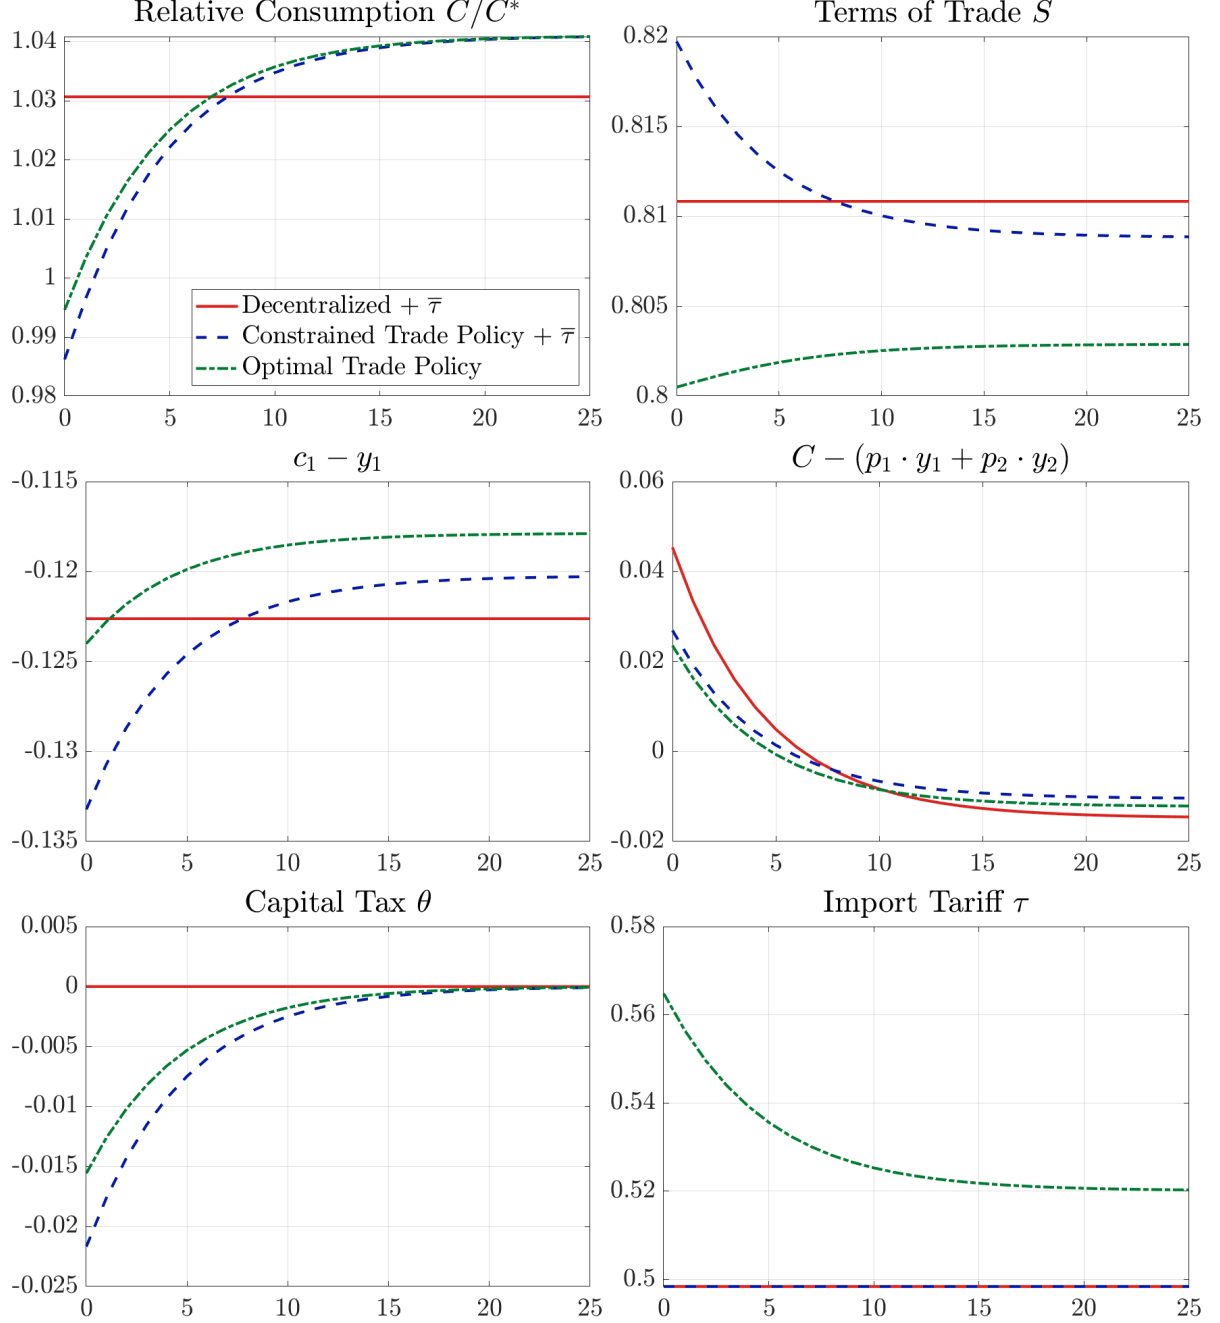 Relative Consumption C/C*
1.04
1.03
1.02
1.01
1
0.99
0.98
0 5 10 15 20 25
Decentralized + τ̅
Constrained Trade Policy + τ̅
Optimal Trade Policy
Terms of Trade S
0.82
0.815
0.81
0.805
0.8
0 5 10 15 20 25
c₁ − y₁
-0.115
-0.12
-0.125
-0.13
-0.135
0 5 10 15 20 25
C − (p₁ · y₁ + p₂ · y₂)
0.06
0.04
0.02
0
-0.02
0 5 10 15 20 25
Capital Tax θ
0.005
0
-0.005
-0.01
-0.015
-0.02
-0.025
0 5 10 15 20 25
Import Tariff τ
0.58
0.56
0.54
0.52
0.5
0 5 10 15 20 25